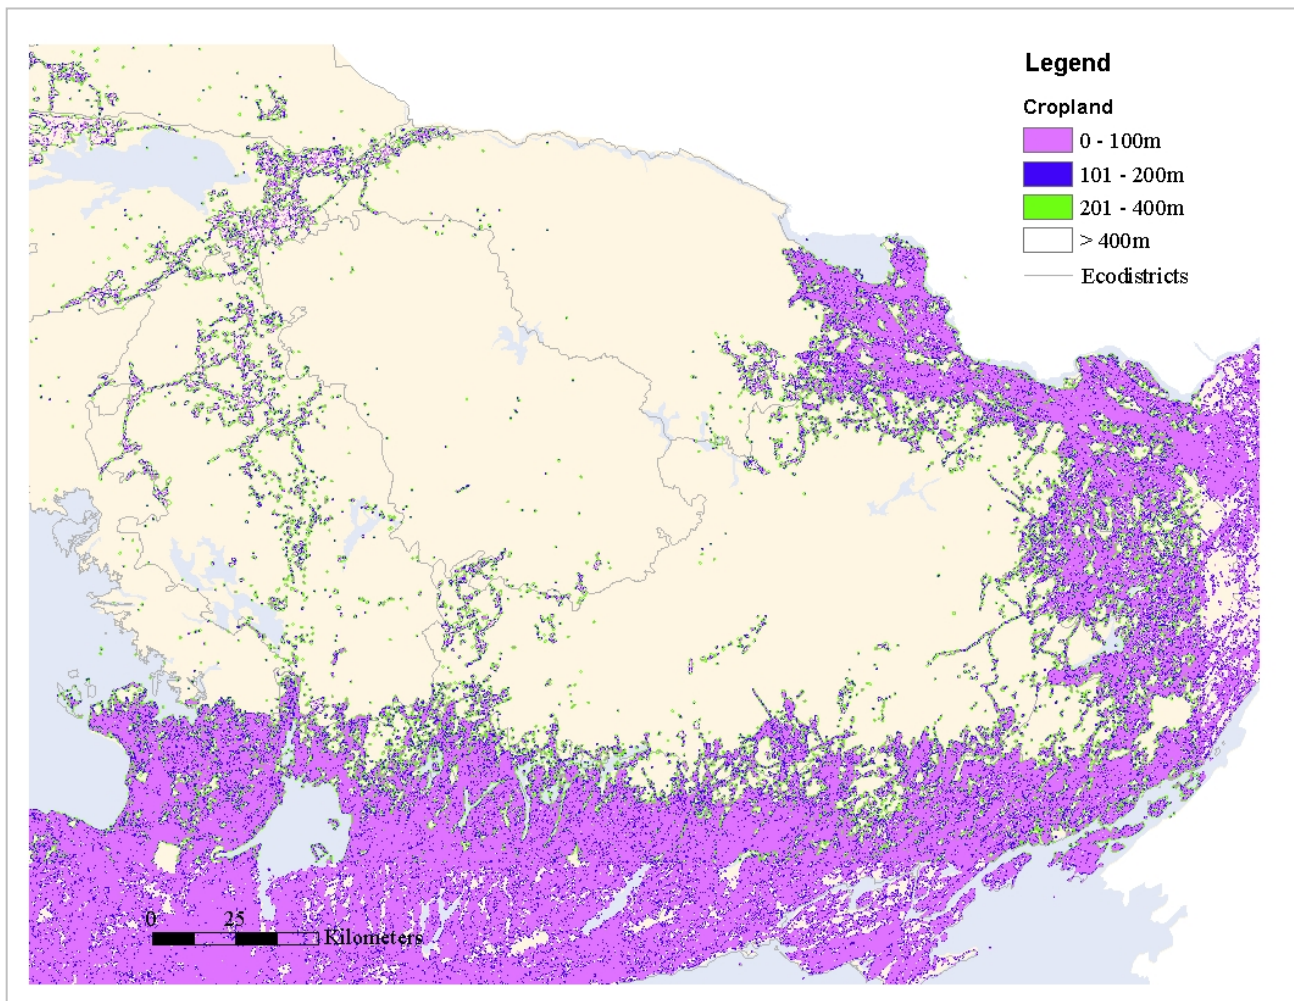 Legend
Cropland
0 - 100m
101 - 200m
201 - 400m
> 400m
Ecodistricts
0 25
Kilometers